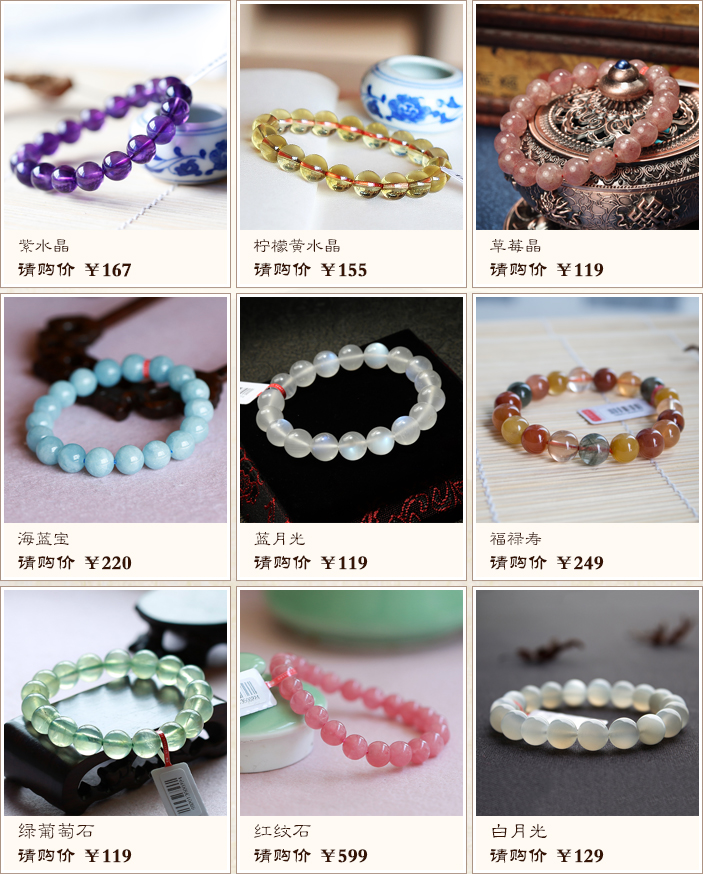 紫水晶
请购价 ¥167
柠檬黄水晶
请购价 ¥155
草莓晶
请购价 ¥119
海蓝宝
请购价 ¥220
蓝月光
请购价 ¥119
福禄寿
请购价 ¥249
绿葡萄石
请购价 ¥119
红纹石
请购价 ¥599
白月光
请购价 ¥129